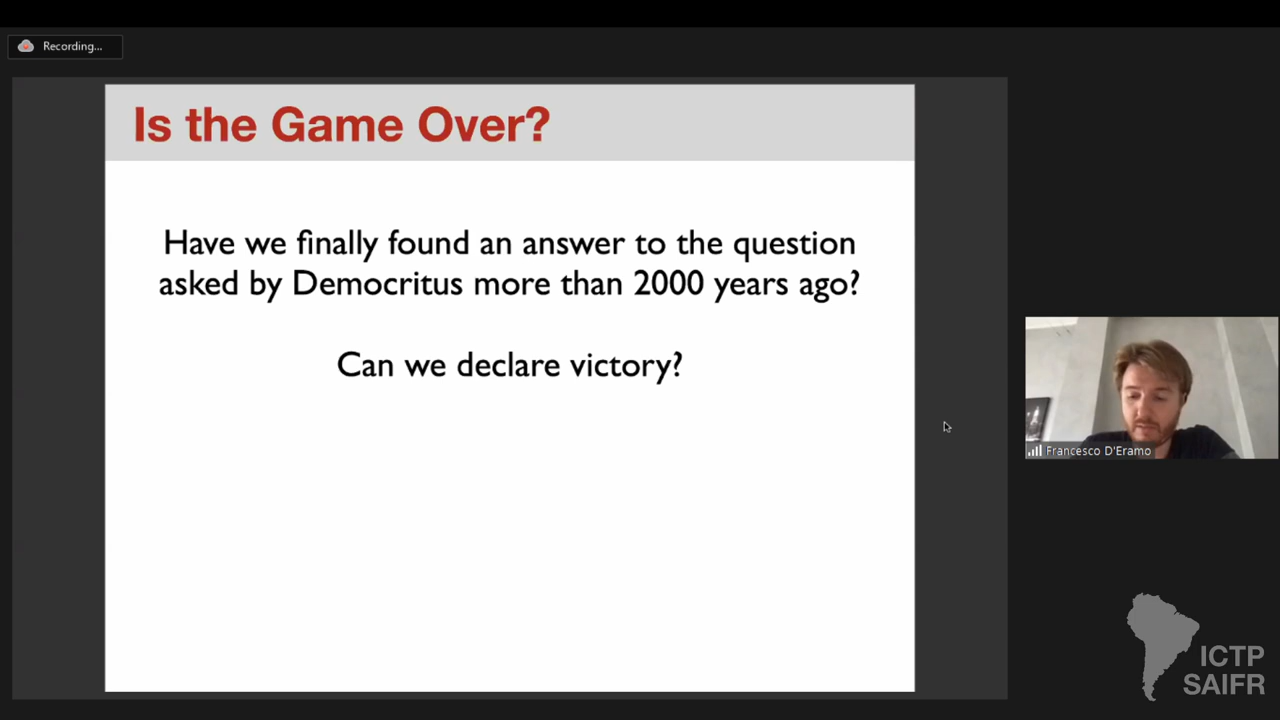 Recording...
Is the Game Over?
Have we finally found an answer to the question
asked by Democritus more than 2000 years ago?
Can we declare victory?
Francesco D'Eramo
ICTP
SAIFR